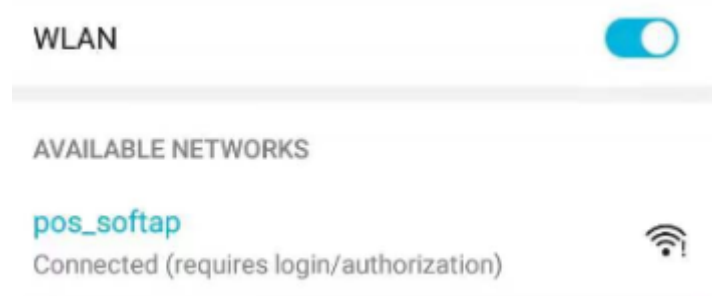 WLAN
AVAILABLE NETWORKS
pos_softap
Connected (requires login/authorization)